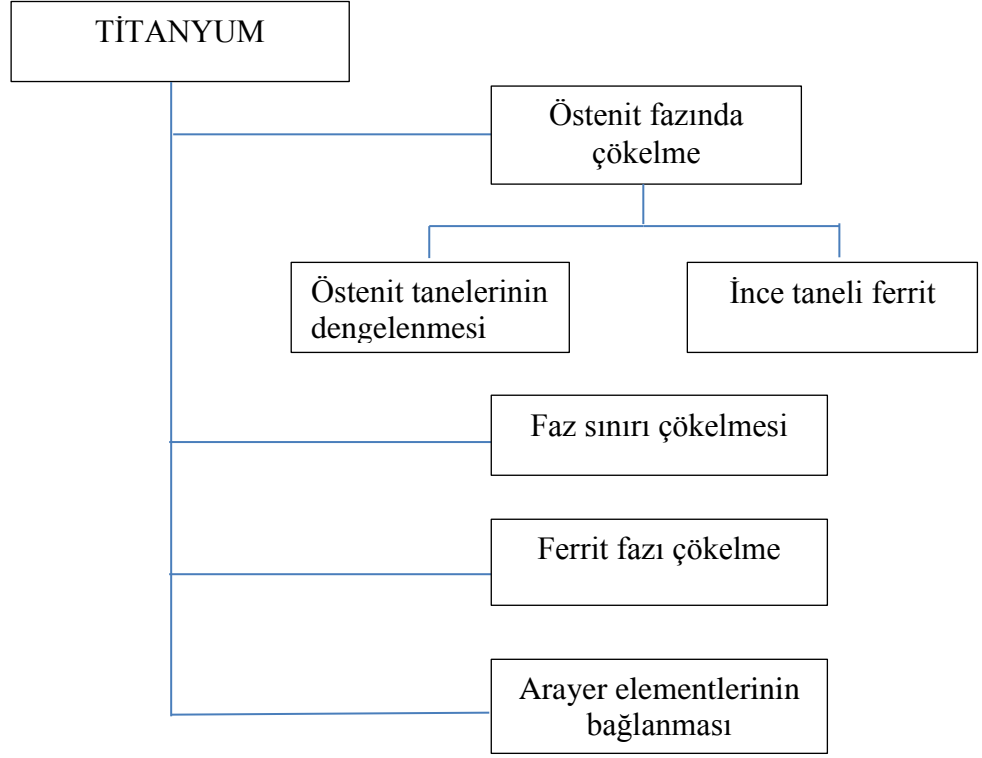 TİTANYUM
Östenit fazında
çökelme
Östenit tanelerinin
dengelenmesi
İnce taneli ferrit
Faz sınırı çökelmesi
Ferrit fazı çökelme
Arayer elementlerinin
bağlanması